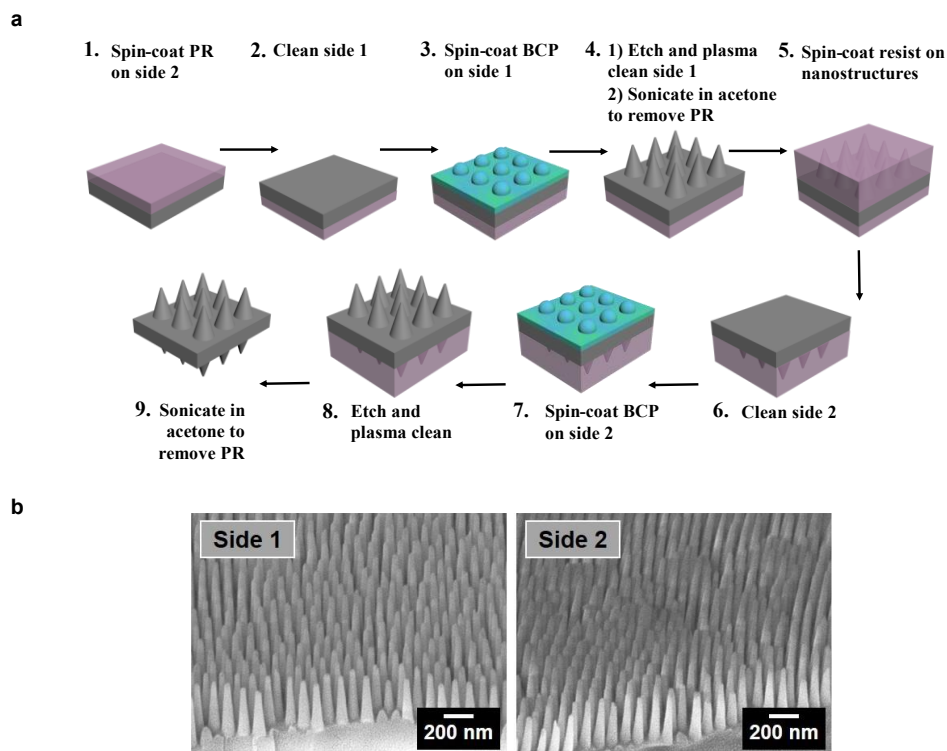 a
1. Spin-coat PR
on side 2
2. Clean side 1
3. Spin-coat BCP
on side 1
4. 1) Etch and plasma
clean side 1
2) Sonicate in acetone
to remove PR
5. Spin-coat resist on
nanostructures
9. Sonicate in
acetone to
remove PR
8. Etch and
plasma clean
7. Spin-coat BCP
on side 2
6. Clean side 2
b
Side 1
200 nm
Side 2
200 nm